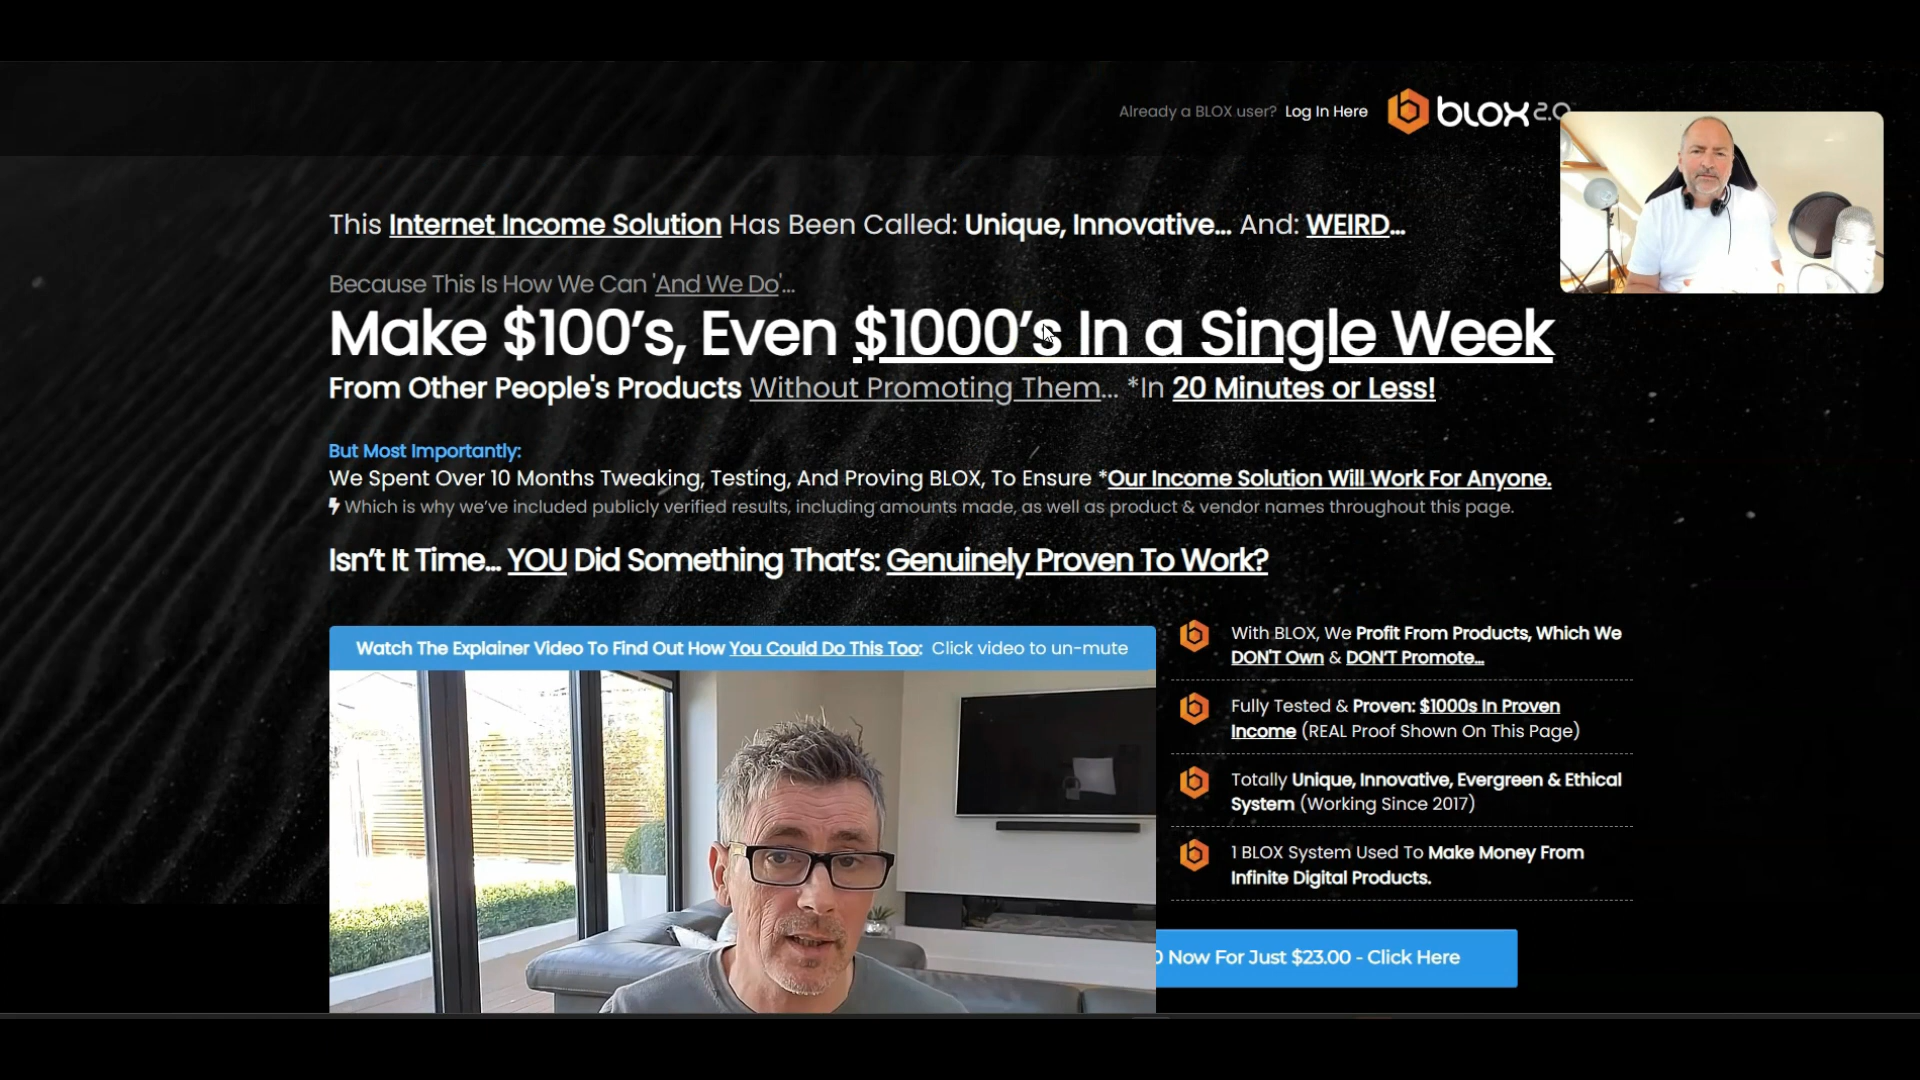 Already a BLOX user? Log In Here
blox 2.0
This Internet Income Solution Has Been Called: Unique, Innovative... And: WEIRD...
Because This Is How We Can 'And We Do'...
Make $100's, Even $1000's In a Single Week
From Other People's Products Without Promoting Them... *In 20 Minutes or Less!
But Most Importantly:
We Spent Over 10 Months Tweaking, Testing, And Proving BLOX, To Ensure *Our Income Solution Will Work For Anyone.
Which is why we've included publicly verified results, including amounts made, as well as product & vendor names throughout this page.
Isn't It Time... YOU Did Something That's: Genuinely Proven To Work?
Watch The Explainer Video To Find Out How You Could Do This Too: Click video to un-mute
With BLOX, We Profit From Products, Which We
DON'T Own & DON'T Promote...
Fully Tested & Proven: $1000s In Proven
Income (REAL Proof Shown On This Page)
Totally Unique, Innovative, Evergreen & Ethical
System (Working Since 2017)
1 BLOX System Used To Make Money From
Infinite Digital Products.
Now For Just $23.00 - Click Here